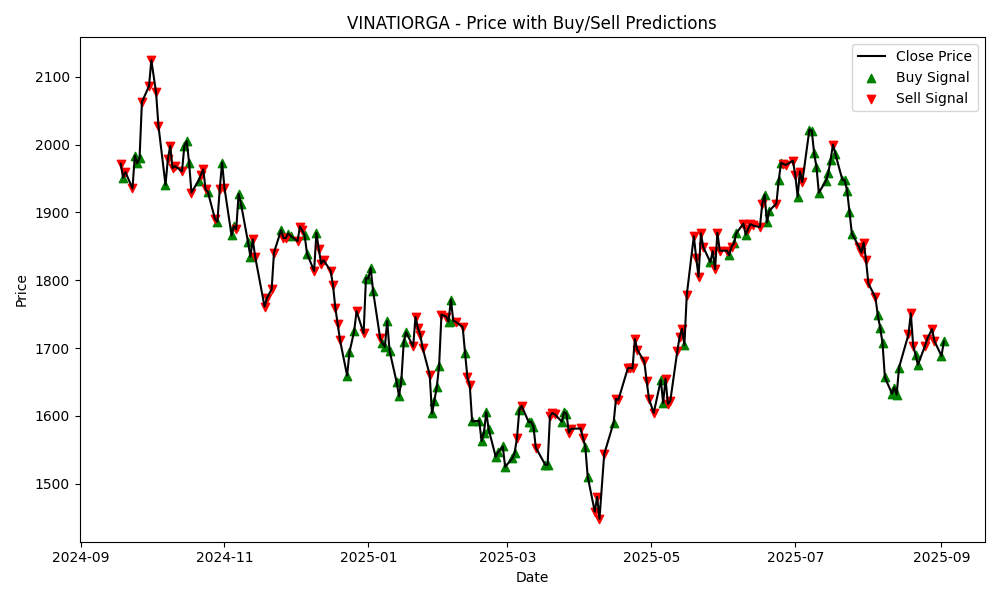 VINATIORGA - Price with Buy/Sell Predictions
Close Price
Buy Signal
Sell Signal
Price
2100
2000
1900
1800
1700
1600
1500
2024-09
2024-11
2025-01
2025-03
2025-05
2025-07
2025-09
Date